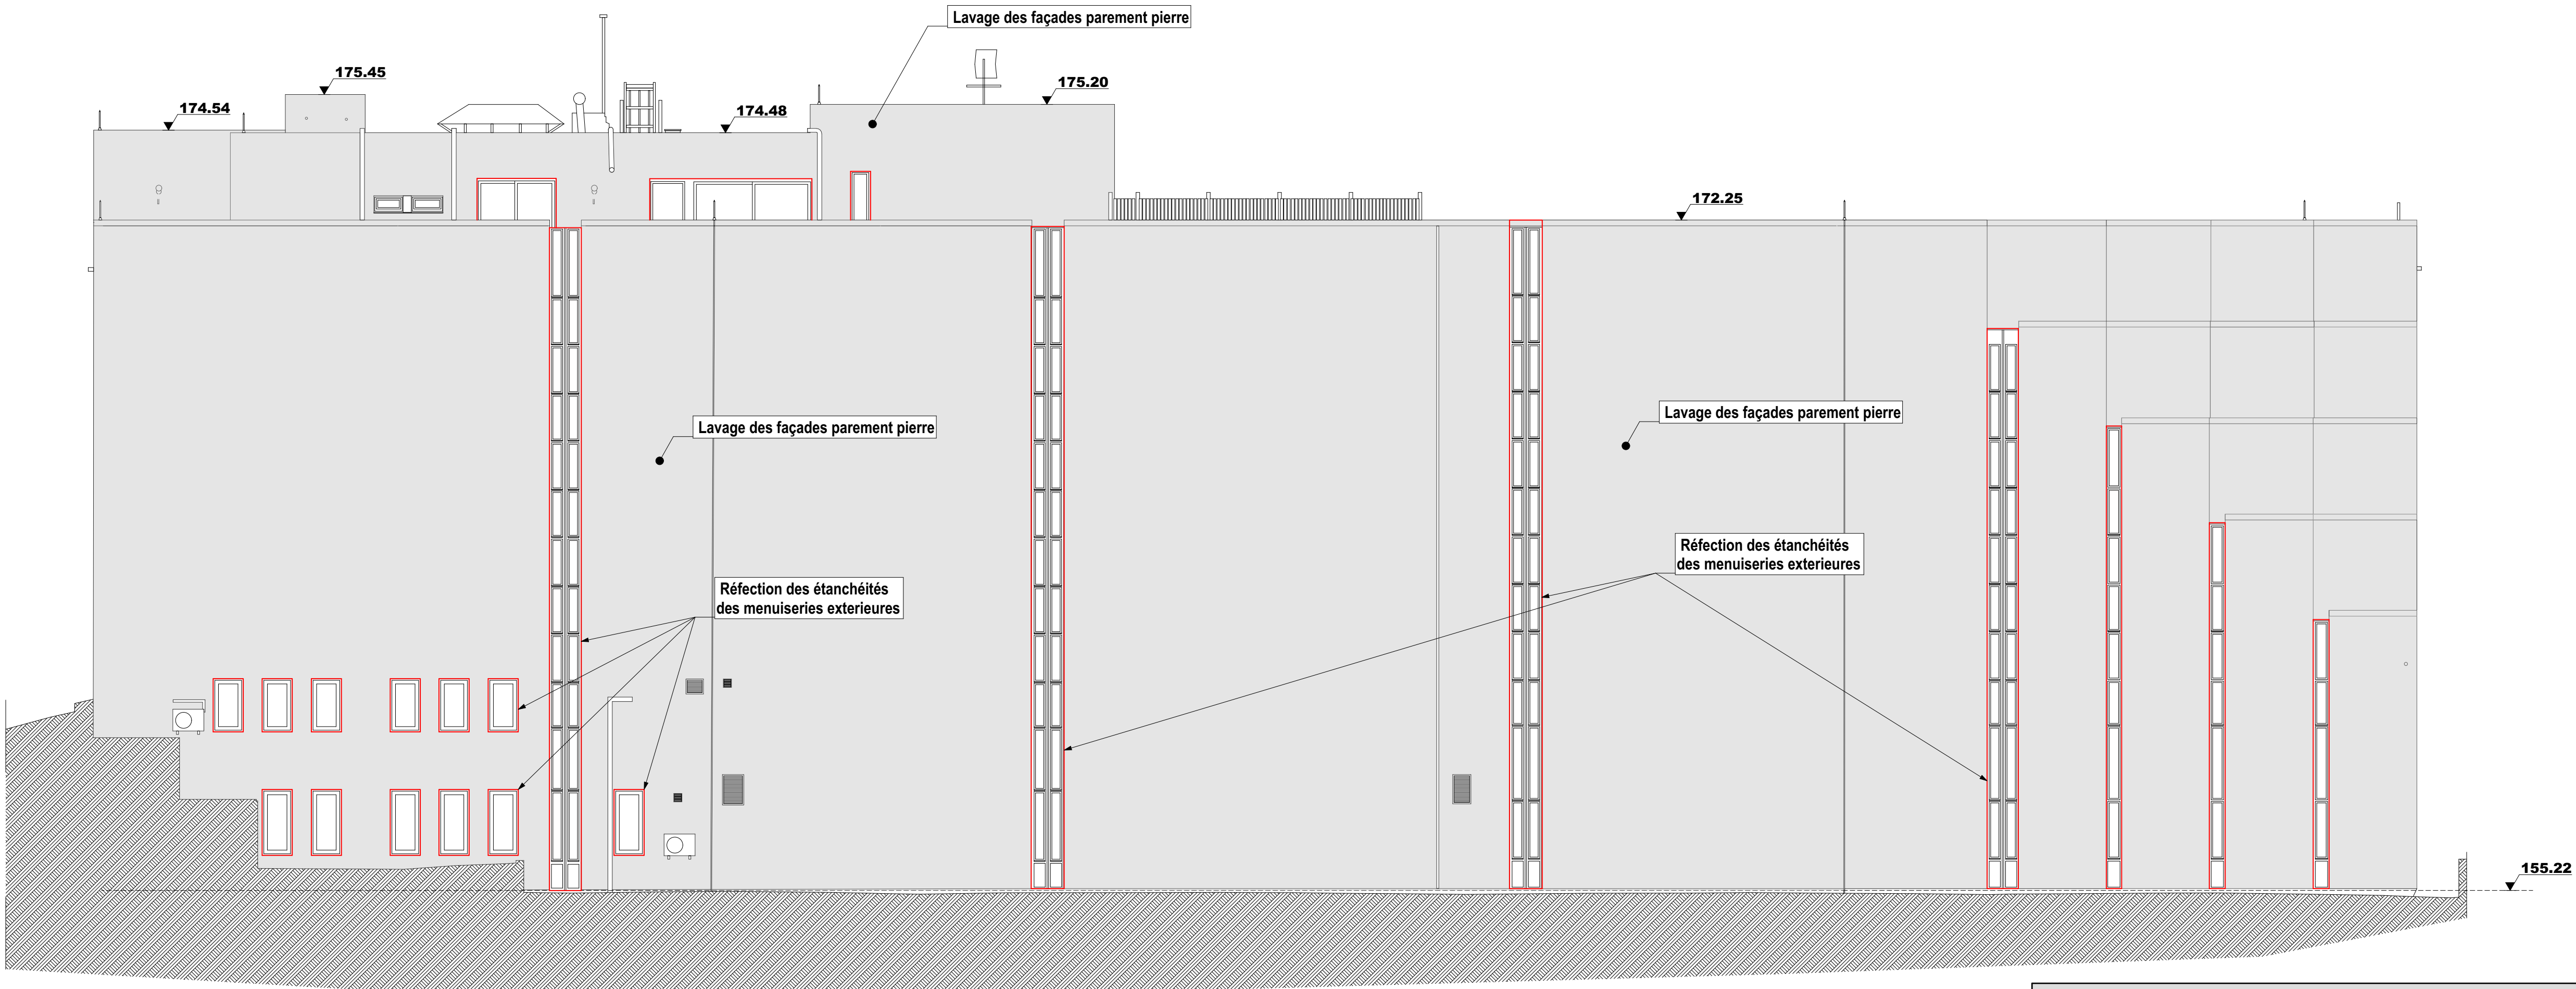 Lavage des façades parement pierre
175.45
174.54
174.48
175.20
172.25
Lavage des façades parement pierre
Lavage des façades parement pierre
Réfection des étanchéités
des menuiseries exterieures
Réfection des étanchéités
des menuiseries exterieures
155.22